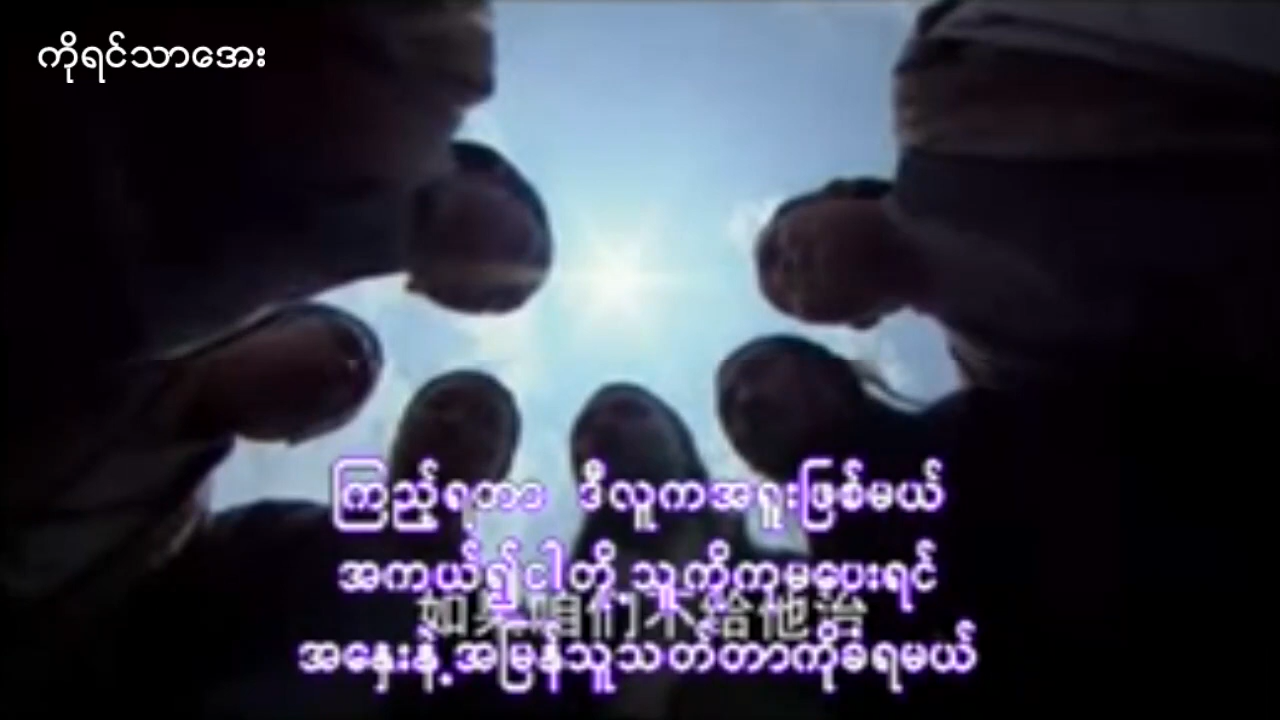 ကိုရင်သာအေး
ကြည့်ရတာ ဒီလူကအရူးဖြစ်မယ်
အကယ်၍ငါတို့သူ့ကိုကုမပေးရင်
如果咱们不给他治
အနှေးနဲ့အမြန်သူသတ်တာကိုခံရမယ်